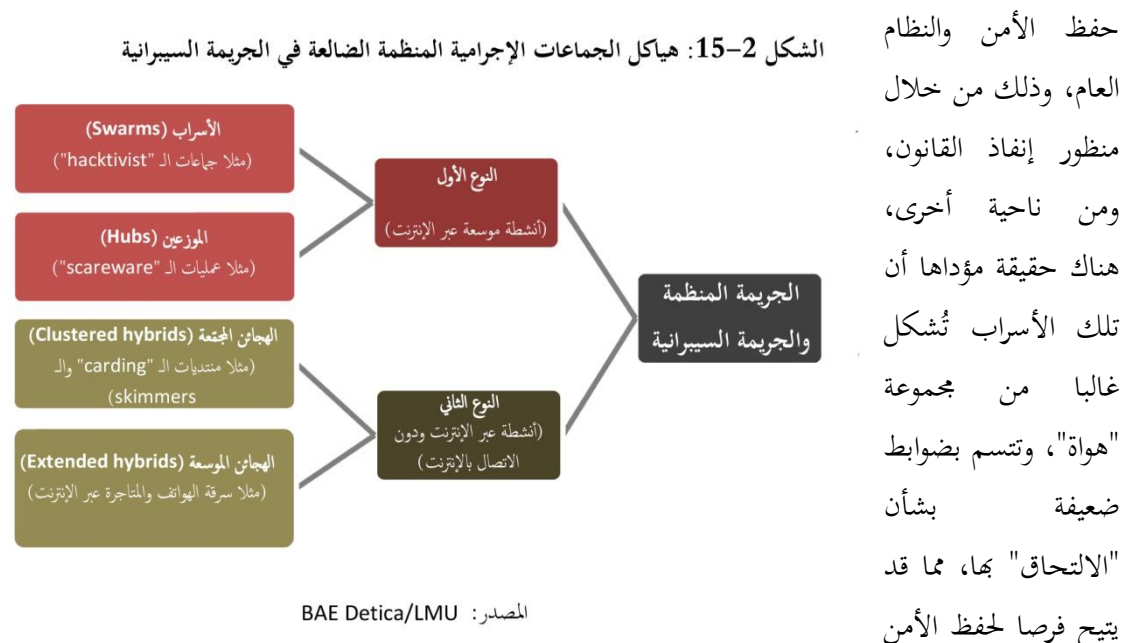 حفظ الأمن والنظام
العام، وذلك من خلال
منظور إنفاذ القانون،
ومن ناحية أخرى،
هناك حقيقة مؤداها أن
تلك الأسراب تُشكل
غالبا من مجموعة
"هواة"، وتتسم بضوابط
ضعيفة بشأن
"الالتحاق" بها، مما قد
يتيح فرصا لحفظ الأمن
الشكل 2–15: هياكل الجماعات الإجرامية المنظمة الضالعة في الجريمة السيبرانية
الجريمة المنظمة
والجريمة السيبرانية
النوع الأول
(أنشطة موسعة عبر الإنترنت)
الأسراب (Swarms)
(مثلا جماعات الـ "hacktivist")
الموزعين (Hubs)
(مثلا عمليات الـ "scareware")
النوع الثاني
(أنشطة عبر الإنترنت ودون
الاتصال بالإنترنت)
الهجائن المجتمعة (Clustered hybrids)
(مثلا منتديات الـ "carding" والـ
skimmers)
الهجائن الموسعة (Extended hybrids)
(مثلا سرقة الهواتف والمتاجرة عبر الإنترنت)
المصدر: BAE Detica/LMU